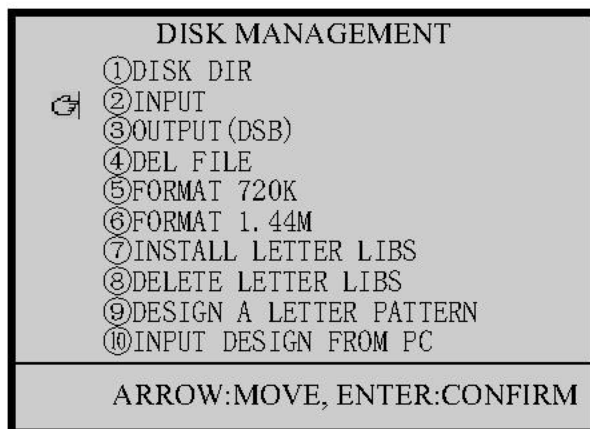 DISK MANAGEMENT
①DISK DIR
②INPUT
③OUTPUT(DSB)
④DEL FILE
⑤FORMAT 720K
⑥FORMAT 1.44M
⑦INSTALL LETTER LIBS
⑧DELETE LETTER LIBS
⑨DESIGN A LETTER PATTERN
⑩INPUT DESIGN FROM PC
ARROW:MOVE, ENTER:CONFIRM